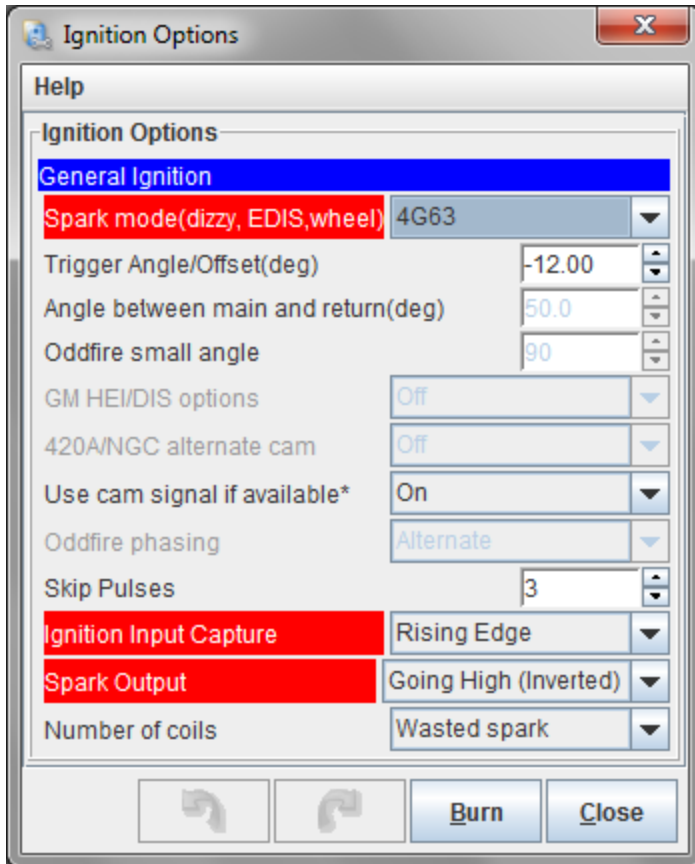 Ignition Options
Help
Ignition Options
General Ignition
Spark mode(dizzy, EDIS,wheel) 4G63
Trigger Angle/Offset(deg) -12.00
Angle between main and return(deg) 50.0
Oddfire small angle 90
GM HEI/DIS options Off
420A/NGC alternate cam Off
Use cam signal if available* On
Oddfire phasing Alternate
Skip Pulses 3
Ignition Input Capture Rising Edge
Spark Output Going High (Inverted)
Number of coils Wasted spark
Burn Close